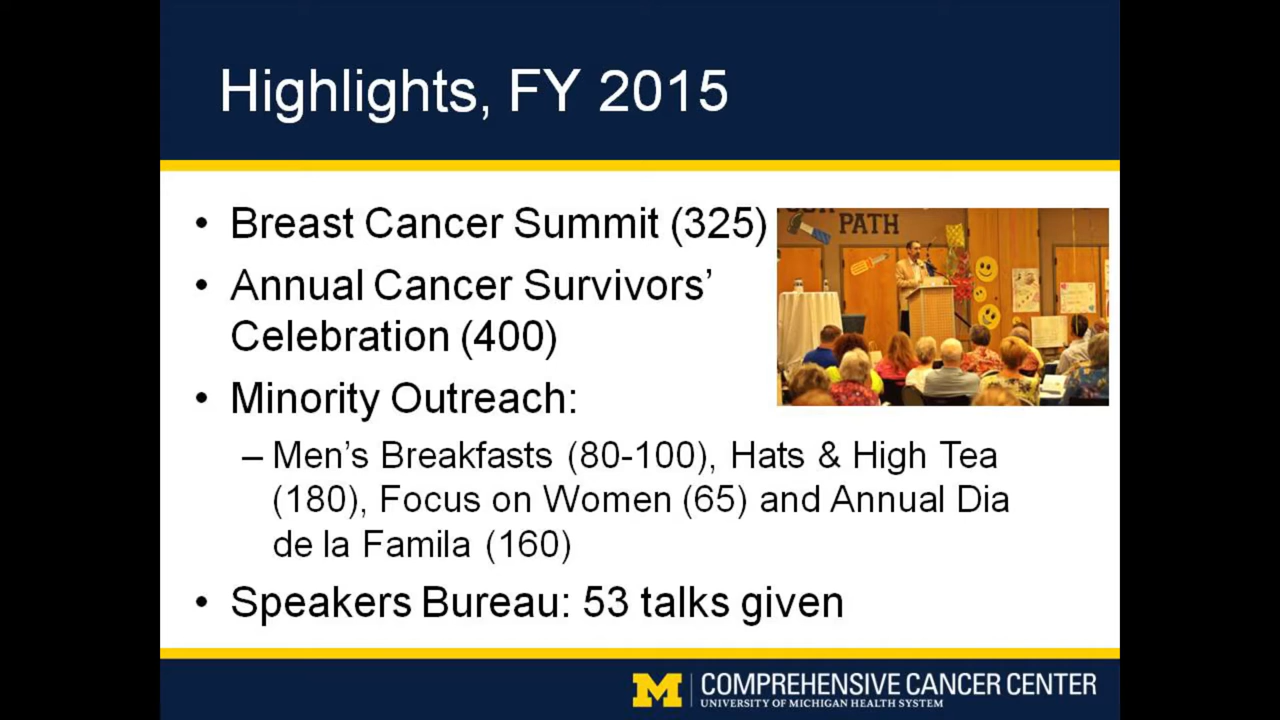 Highlights, FY 2015
• Breast Cancer Summit (325)
PATH
• Annual Cancer Survivors’
Celebration (400)
• Minority Outreach:
– Men’s Breakfasts (80-100), Hats & High Tea
(180), Focus on Women (65) and Annual Dia
de la Famila (160)
• Speakers Bureau: 53 talks given
M COMPREHENSIVE CANCER CENTER
UNIVERSITY OF MICHIGAN HEALTH SYSTEM